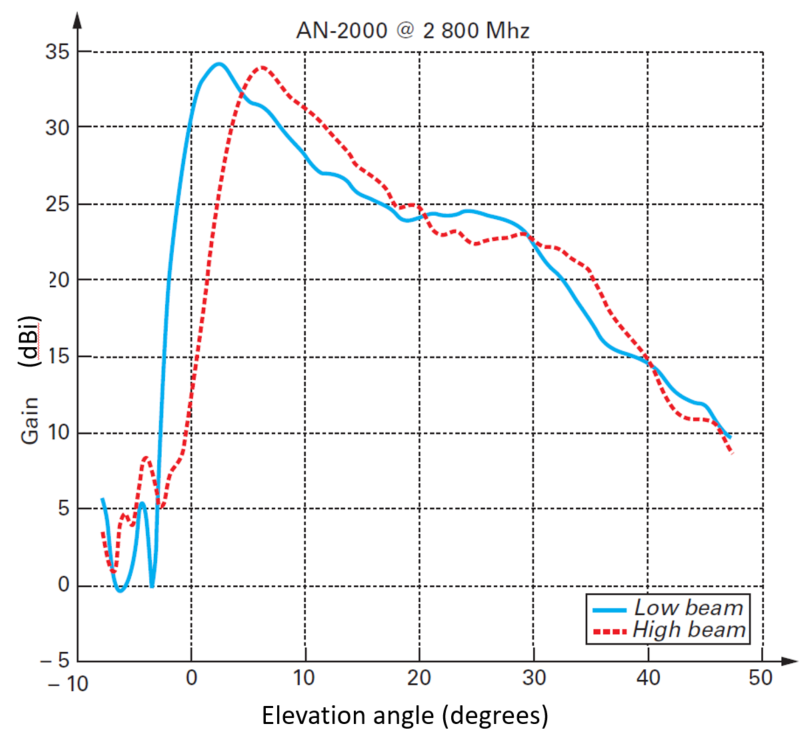 AN-2000 @ 2 800 Mhz
35
30
25
20
15
10
5
0
– 5
Gain (dBi)
Low beam
High beam
– 10 0 10 20 30 40 50
Elevation angle (degrees)